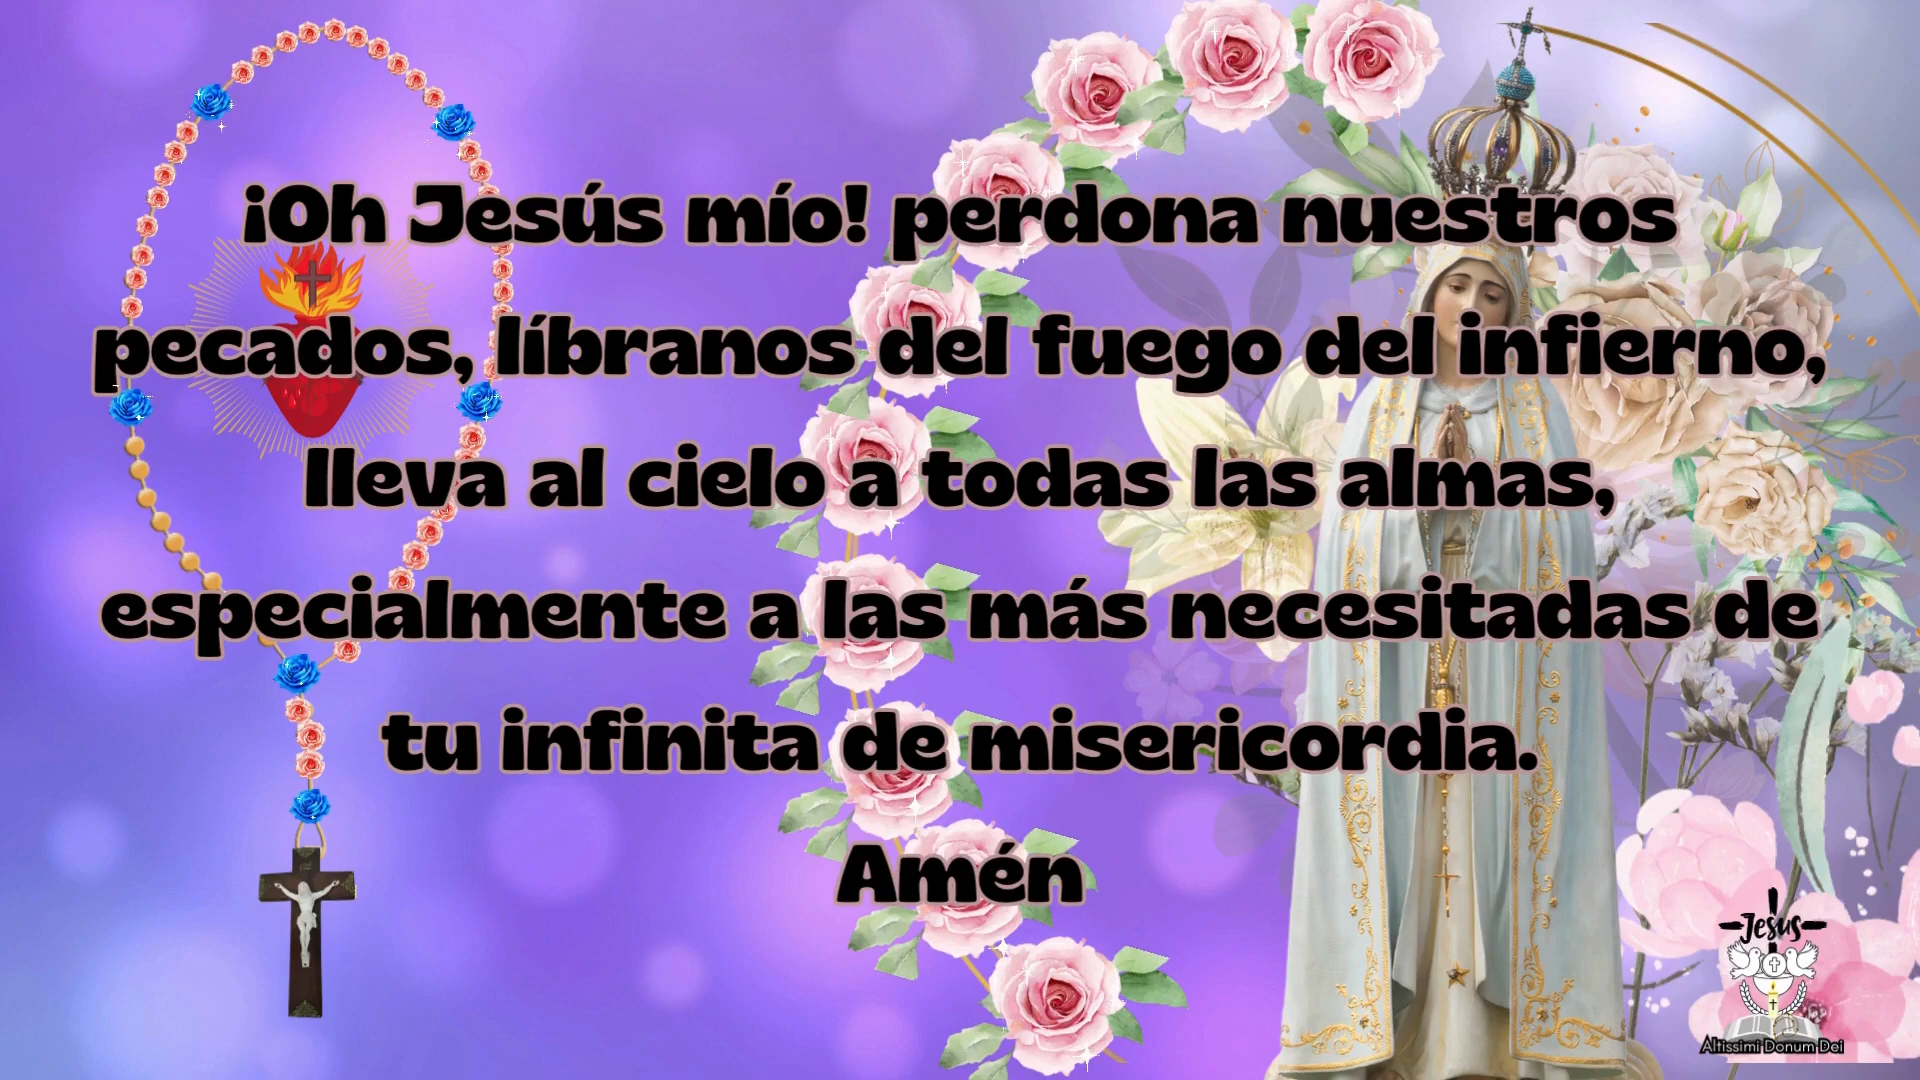 ¡Oh Jesús mío! perdona nuestros
pecados, líbranos del fuego del infierno,
lleva al cielo a todas las almas,
especialmente a las más necesitadas de
tu infinita de misericordia.
Amén
Jesus
Altissimi Donum Dei